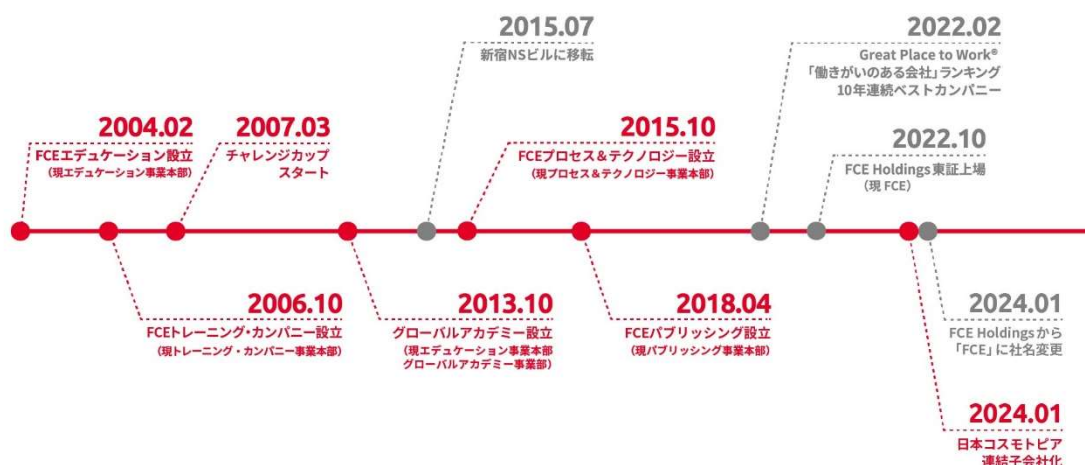 2015.07
新宿NSビルに移転
2022.02
Great Place to Work®
「働きがいのある会社」ランキング
10年連続ベストカンパニー
2004.02
FCEエデュケーション設立
(現エデュケーション事業本部)
2007.03
チャレンジカップ
スタート
2015.10
FCEプロセス&テクノロジー設立
(現プロセス&テクノロジー事業本部)
2022.10
FCE Holdings東証上場
(現 FCE)
2006.10
FCEトレーニング・カンパニー設立
(現トレーニング・カンパニー事業本部)
2013.10
グローバルアカデミー設立
(現エデュケーション事業本部
グローバルアカデミー事業部)
2018.04
FCEパブリッシング設立
(現パブリッシング事業本部)
2024.01
FCE Holdingsから
「FCE」に社名変更
2024.01
日本コスモトピア
連結子会社化